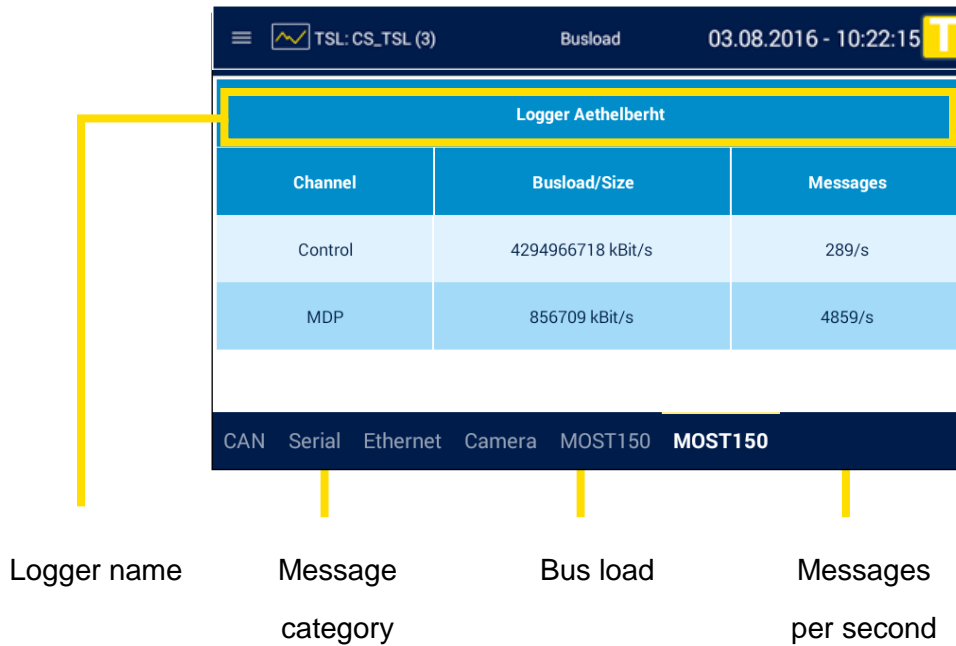 TSL: CS_TSL (3) Busload 03.08.2016 - 10:22:15 T
Logger Aethelberht
Channel Busload/Size Messages
Control 4294966718 kBit/s 289/s
MDP 856709 kBit/s 4859/s
CAN Serial Ethernet Camera MOST150 MOST150
Logger name Message Bus load Messages
category per second